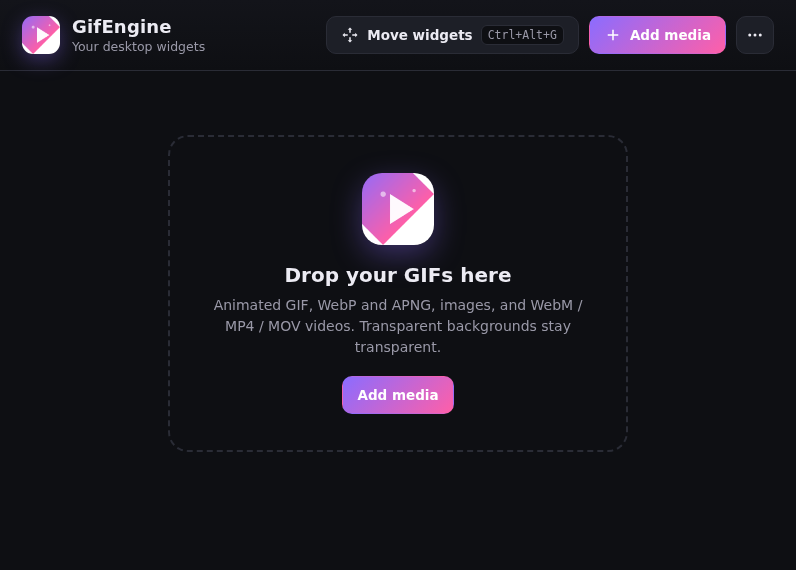 GifEngine
Your desktop widgets
Move widgets Ctrl+Alt+G
Add media
Drop your GIFs here
Animated GIF, WebP and APNG, images, and WebM /
MP4 / MOV videos. Transparent backgrounds stay
transparent.
Add media